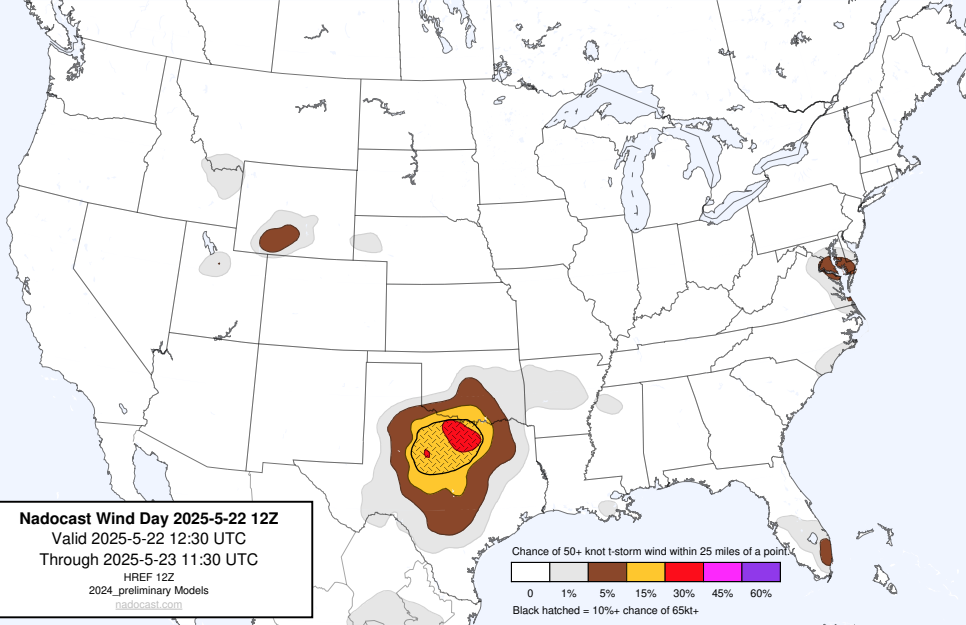 Nadocast Wind Day 2025-5-22 12Z
Valid 2025-5-22 12:30 UTC
Through 2025-5-23 11:30 UTC
HREF 12Z
2024_preliminary Models
nadocast.com
Chance of 50+ knot t-storm wind within 25 miles of a point.
0 1% 5% 15% 30% 45% 60%
Black hatched = 10%+ chance of 65kt+